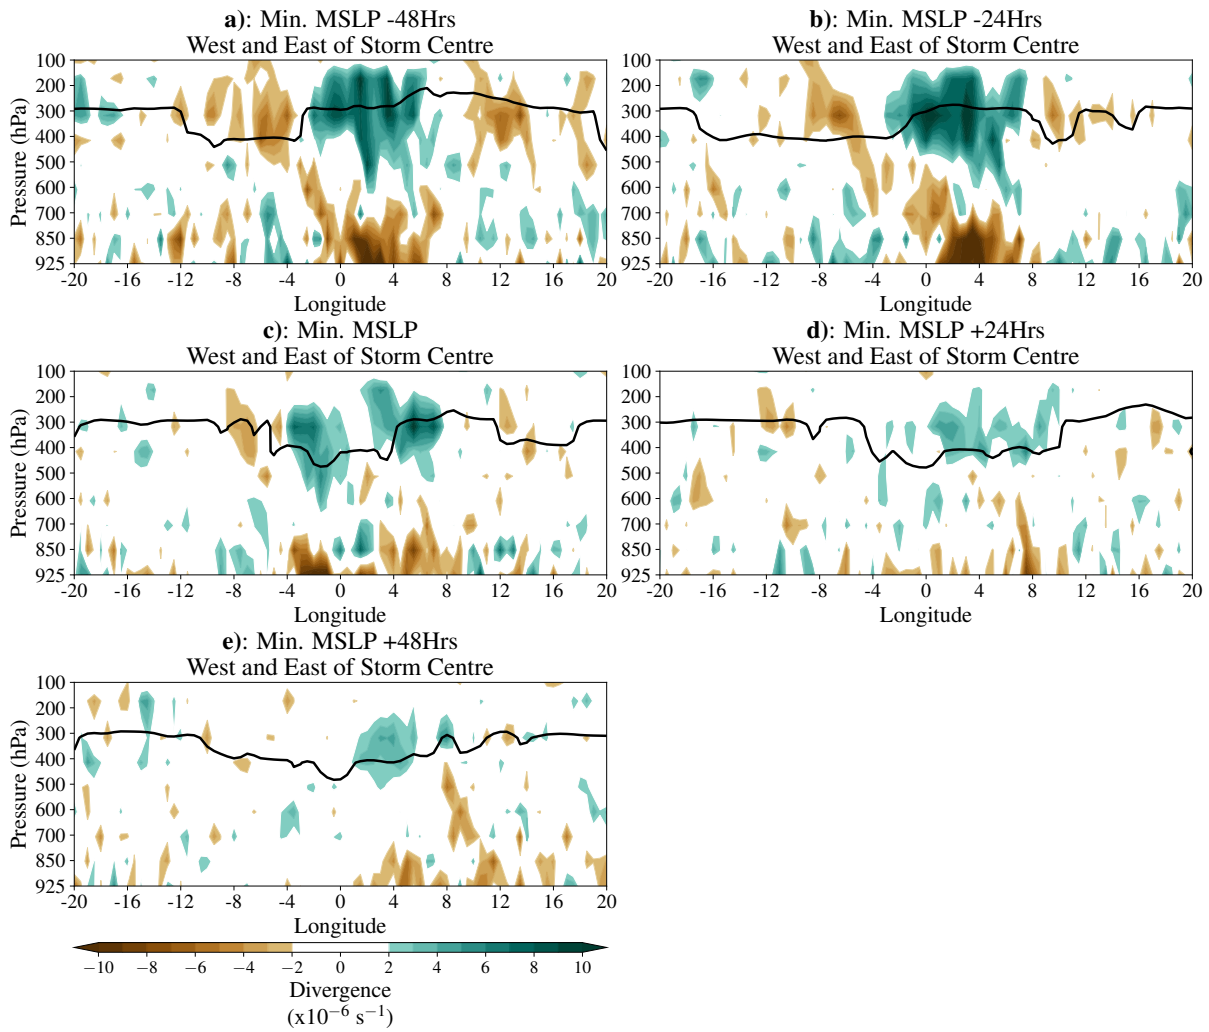 a): Min. MSLP -48Hrs
West and East of Storm Centre
Pressure (hPa)
100
200
300
400
500
600
700
850
925
-20 -16 -12 -8 -4 0 4 8 12 16 20
Longitude
b): Min. MSLP -24Hrs
West and East of Storm Centre
100
200
300
400
500
600
700
850
925
-20 -16 -12 -8 -4 0 4 8 12 16 20
Longitude
c): Min. MSLP
West and East of Storm Centre
Pressure (hPa)
100
200
300
400
500
600
700
850
925
-20 -16 -12 -8 -4 0 4 8 12 16 20
Longitude
d): Min. MSLP +24Hrs
West and East of Storm Centre
100
200
300
400
500
600
700
850
925
-20 -16 -12 -8 -4 0 4 8 12 16 20
Longitude
e): Min. MSLP +48Hrs
West and East of Storm Centre
Pressure (hPa)
100
200
300
400
500
600
700
850
925
-20 -16 -12 -8 -4 0 4 8 12 16 20
Longitude
−10 −8 −6 −4 −2 0 2 4 6 8 10
Divergence
(x10⁻⁶ s⁻¹)